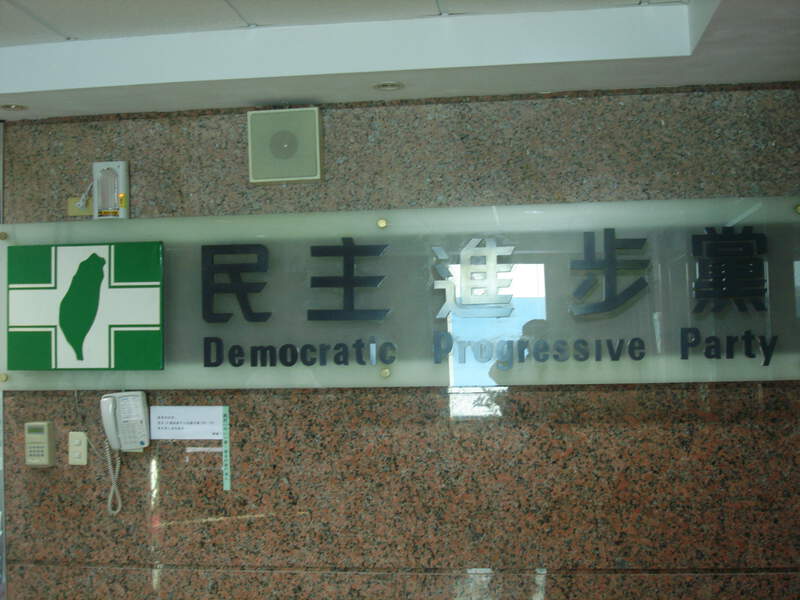 民主進步黨
Democratic Progressive Party